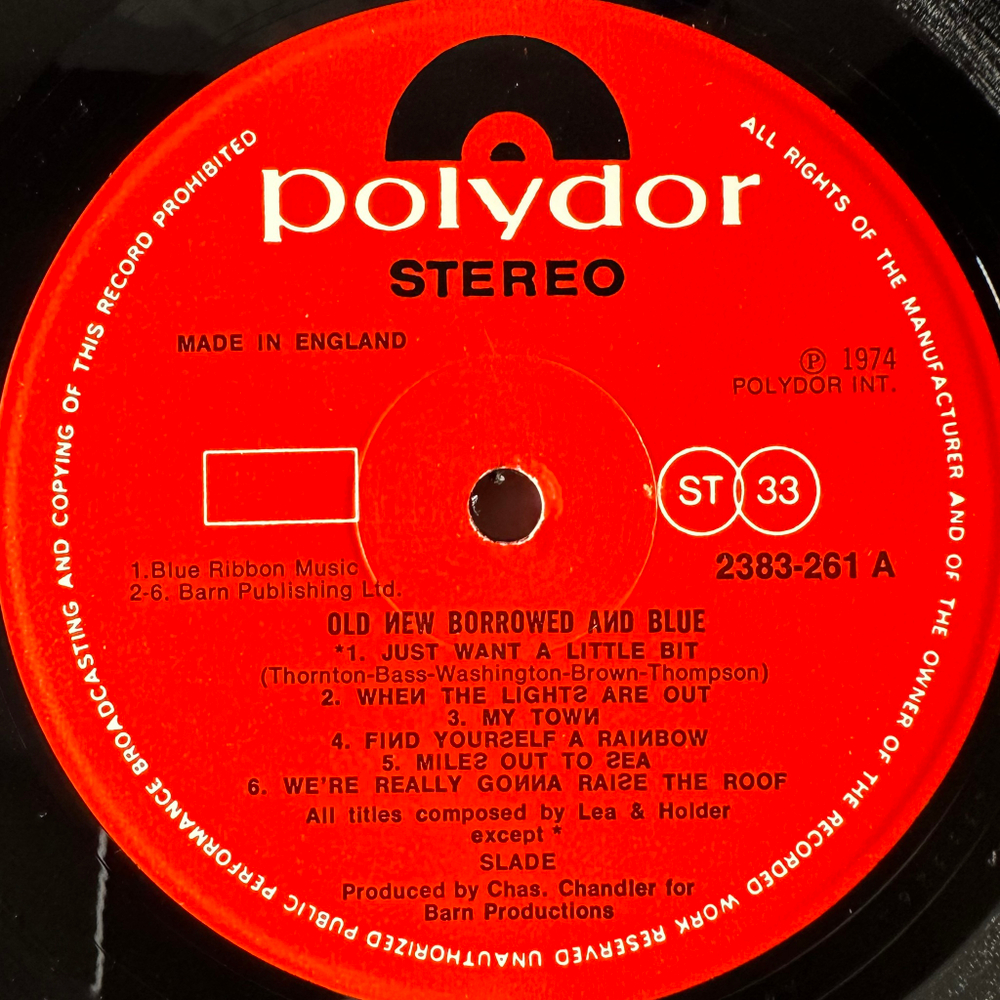 polydor
STEREO
MADE IN ENGLAND
℗ 1974
POLYDOR INT.
ST 33
2383-261 A
1.Blue Ribbon Music
2-6. Barn Publishing Ltd.
OLD NEW BORROWED AND BLUE
*1. JUST WANT A LITTLE BIT
(Thornton-Bass-Washington-Brown-Thompson)
2. WHEN THE LIGHTS ARE OUT
3. MY TOWN
4. FIND YOURSELF A RAINBOW
5. MILES OUT TO SEA
6. WE'RE REALLY GONNA RAISE THE ROOF
All titles composed by Lea & Holder
except *
SLADE
Produced by Chas. Chandler for
Barn Productions
ALL RIGHTS OF THE MANUFACTURER AND OF THE OWNER OF THE RECORDED WORK RESERVED UNAUTHORIZED PUBLIC PERFORMANCE BROADCASTING AND COPYING OF THIS RECORD PROHIBITED